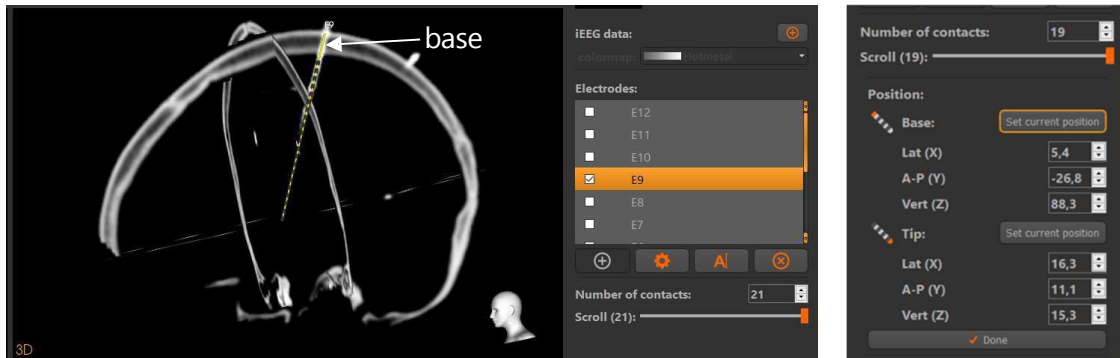 E9
base
3D
iEEG data:
colormap:
Electrodes:
E12
E11
E10
E9
E8
E7
Number of contacts: 21
Scroll (21):
Number of contacts: 19
Scroll (19):
Position:
Base: Set current position
Lat (X) 5,4
A-P (Y) -26,8
Vert (Z) 88,3
Tip: Set current position
Lat (X) 16,3
A-P (Y) 11,1
Vert (Z) 15,3
Done